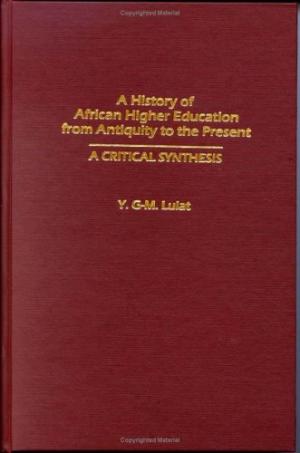 Copyrighted Material
A History of
African Higher Education
from Antiquity to the Present
A CRITICAL SYNTHESIS
Y. G-M. Lulat
Copyrighted Material